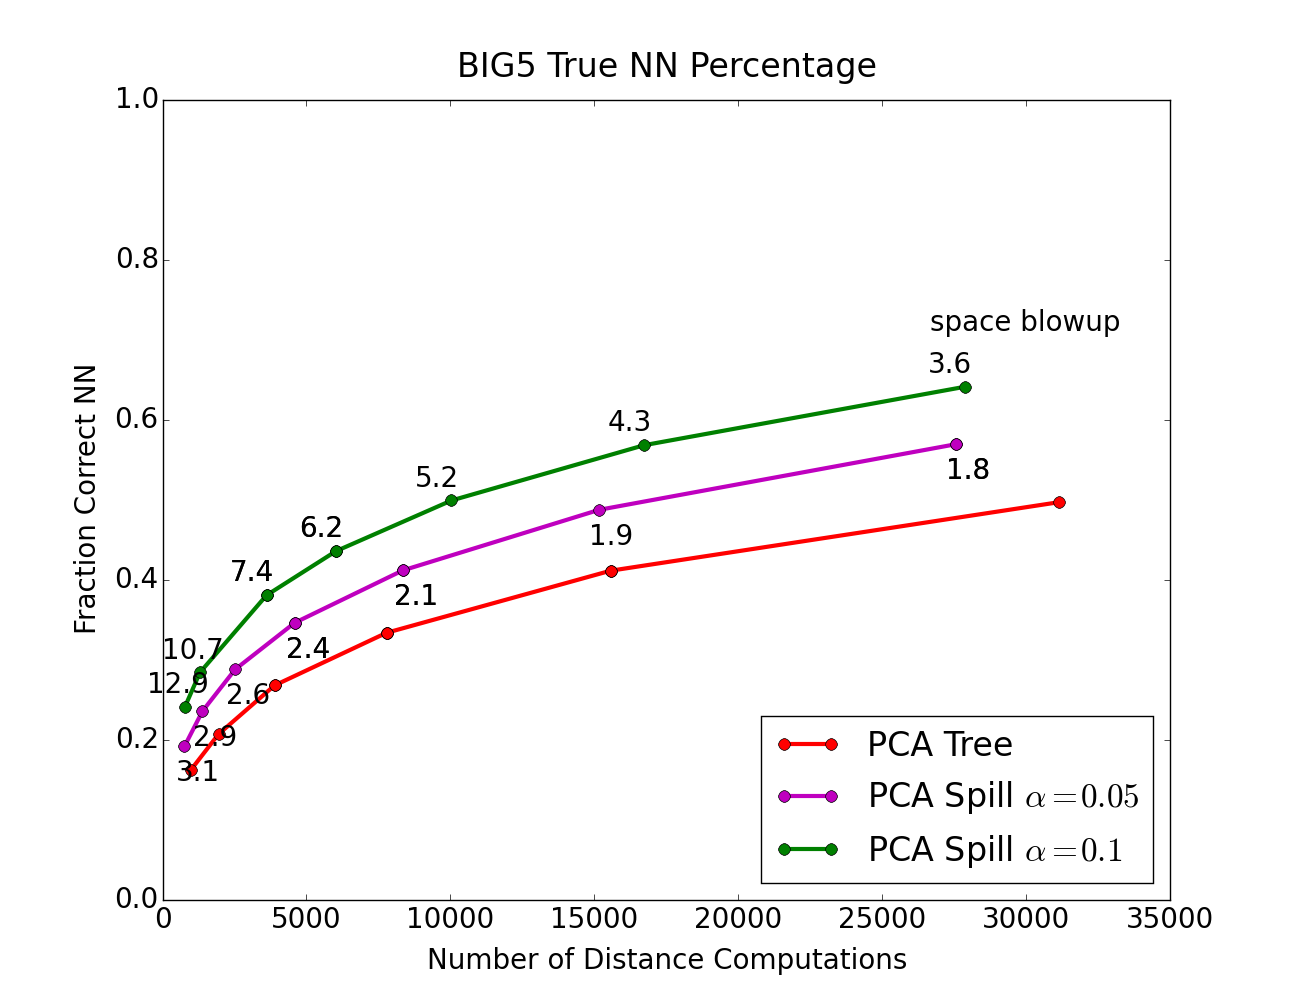 BIG5 True NN Percentage
1.0
0.8
0.6
0.4
0.2
0.0
Fraction Correct NN
space blowup
3.6
4.3
5.2
6.2
7.4
10.7
12.9
1.8
1.9
2.1
2.4
2.6
2.9
3.1
PCA Tree
PCA Spill α=0.05
PCA Spill α=0.1
0 5000 10000 15000 20000 25000 30000 35000
Number of Distance Computations